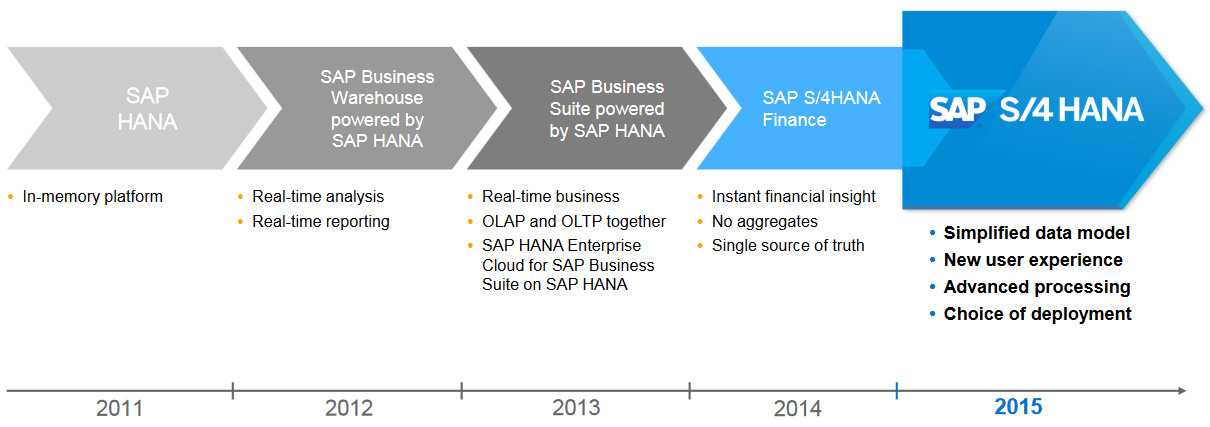 SAP
HANA
SAP Business
Warehouse
powered by
SAP HANA
SAP Business
Suite powered
by SAP HANA
SAP S/4HANA
Finance
SAP S/4 HANA
• In-memory platform
• Real-time analysis
• Real-time reporting
• Real-time business
• OLAP and OLTP together
• SAP HANA Enterprise
Cloud for SAP Business
Suite on SAP HANA
• Instant financial insight
• No aggregates
• Single source of truth
• Simplified data model
• New user experience
• Advanced processing
• Choice of deployment
2011
2012
2013
2014
2015